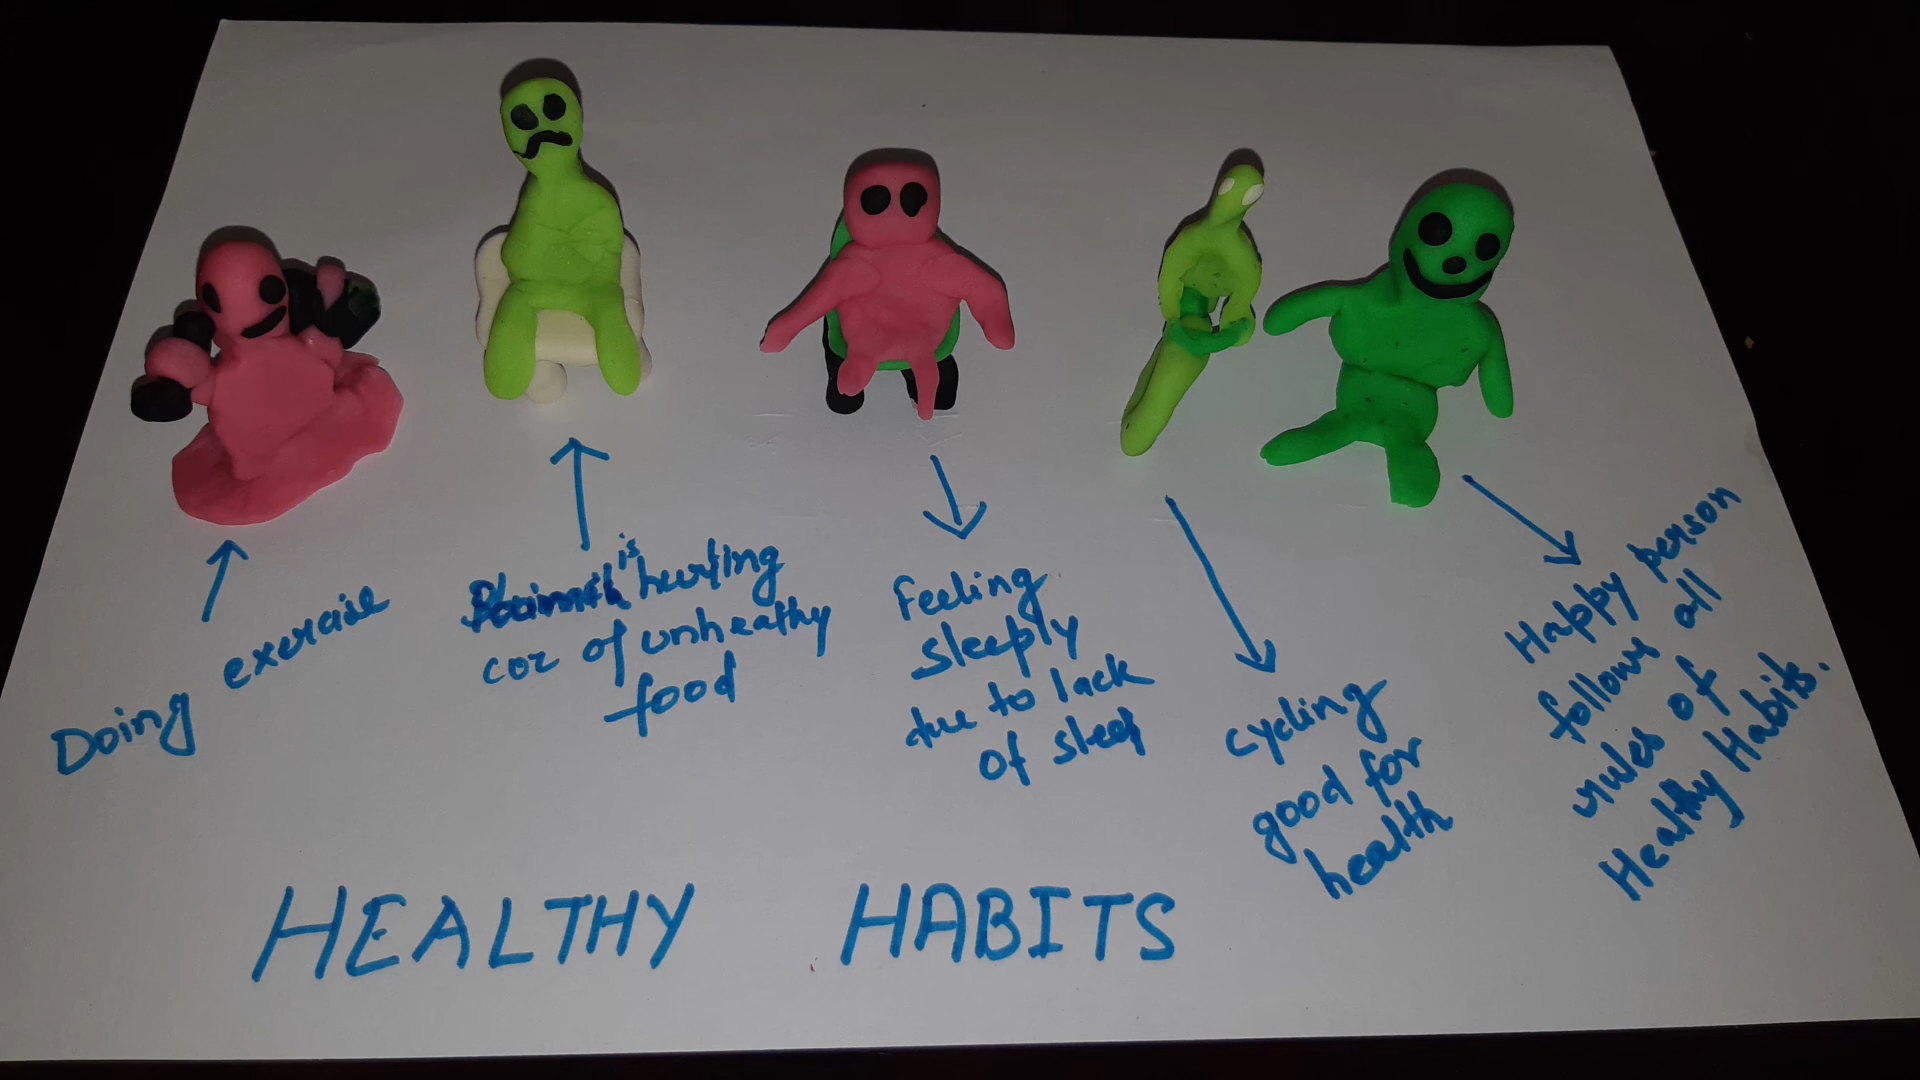 Doing exercise
is
hurting
coz of unheathy
food
Feeling
sleeply
due to lack
of sleep
cycling
good for
health
Happy person
follows all
rules of
Healthy Habits.
HEALTHY HABITS